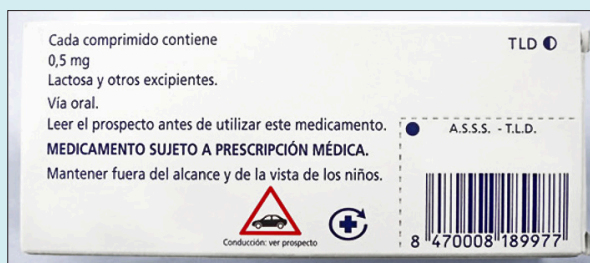 Cada comprimido contiene
0,5 mg
Lactosa y otros excipientes.
Vía oral.
Leer el prospecto antes de utilizar este medicamento.
MEDICAMENTO SUJETO A PRESCRIPCIÓN MÉDICA.
Mantener fuera del alcance y de la vista de los niños.
Conducción: ver prospecto
TLD
A.S.S.S. - T.L.D.
8 470008 189977